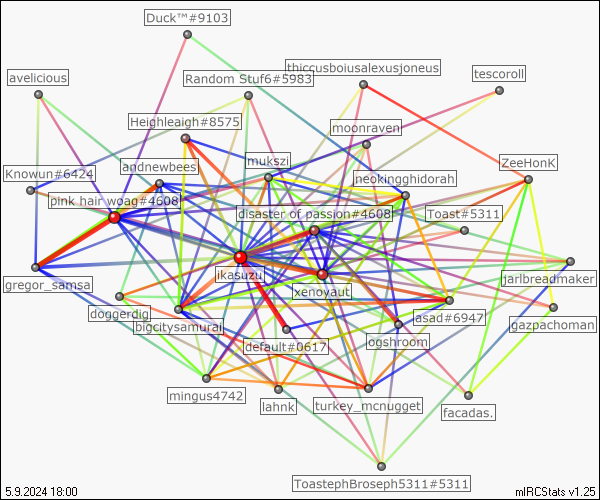 Duck™#9103
thiccusboiusalexusjoneus
avelicious
Random Stuf6#5983
tescoroll
Heighleaigh#8575
moonraven
andnewbees
mukszi
ZeeHonK
Knowun#6424
neokingghidorah
pink hair woag#4608
disaster of passion#4608
Toast#5311
ikasuzu
gregor_samsa
xenoyaut
jarlbreadmaker
doggerdig
bigcitysamurai
asad#6947
gazpachoman
default#0617
ogshroom
mingus4742
lahnk
turkey_mcnugget
facadas.
ToastephBroseph5311#5311
5.9.2024 18:00
mIRCStats v1.25